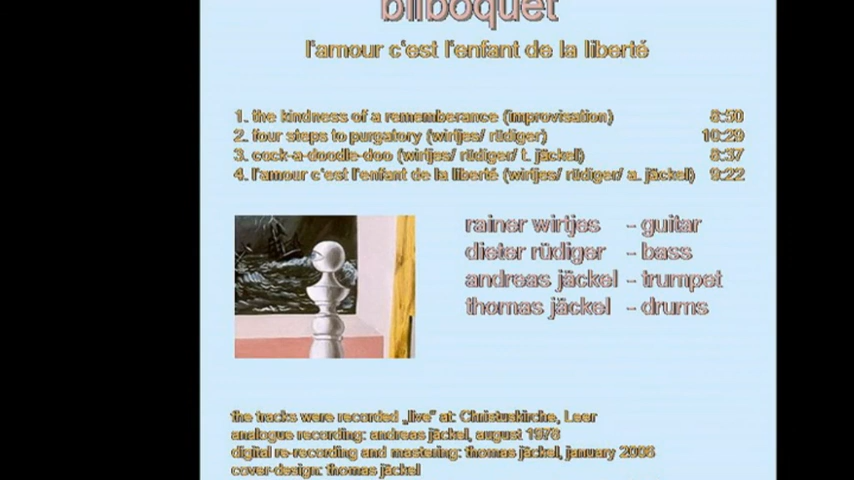 bilboquet
l'amour c'est l'enfant de la liberté
1. the kindness of a rememberance (improvisation) 8:50
2. four steps to purgatory (wirtjes/ rüdiger) 10:29
3. cock-a-doodle-doo (wirtjes/ rüdiger/ t. jäckel) 8:37
4. l'amour c'est l'enfant de la liberté (wirtjes/ rüdiger/ a. jäckel) 9:22
rainer wirtjes - guitar
dieter rüdiger - bass
andreas jäckel - trumpet
thomas jäckel - drums
the tracks were recorded „live" at: Christuskirche, Leer
analogue recording: andreas jäckel, august 1978
digital re-recording and mastering: thomas jäckel, january 2008
cover-design: thomas jäckel